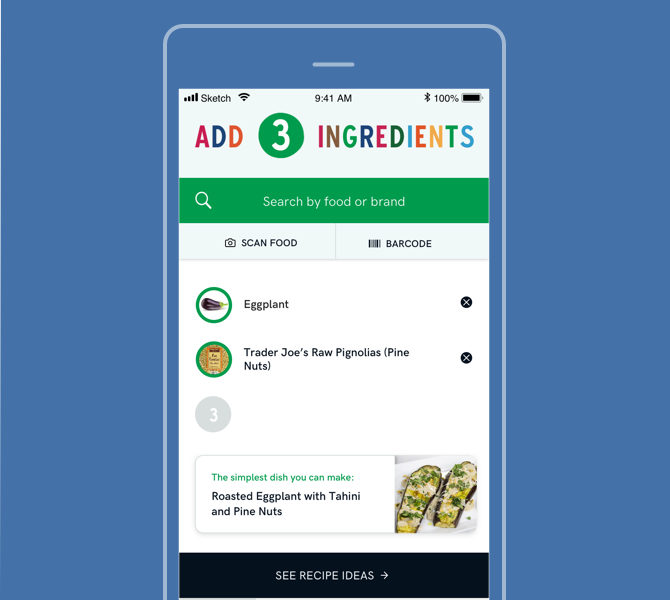 Sketch 9:41 AM 100%
ADD 3 INGREDIENTS
Search by food or brand
SCAN FOOD BARCODE
Eggplant
Trader Joe’s Raw Pignolias (Pine
Nuts)
3
The simplest dish you can make:
Roasted Eggplant with Tahini
and Pine Nuts
SEE RECIPE IDEAS →